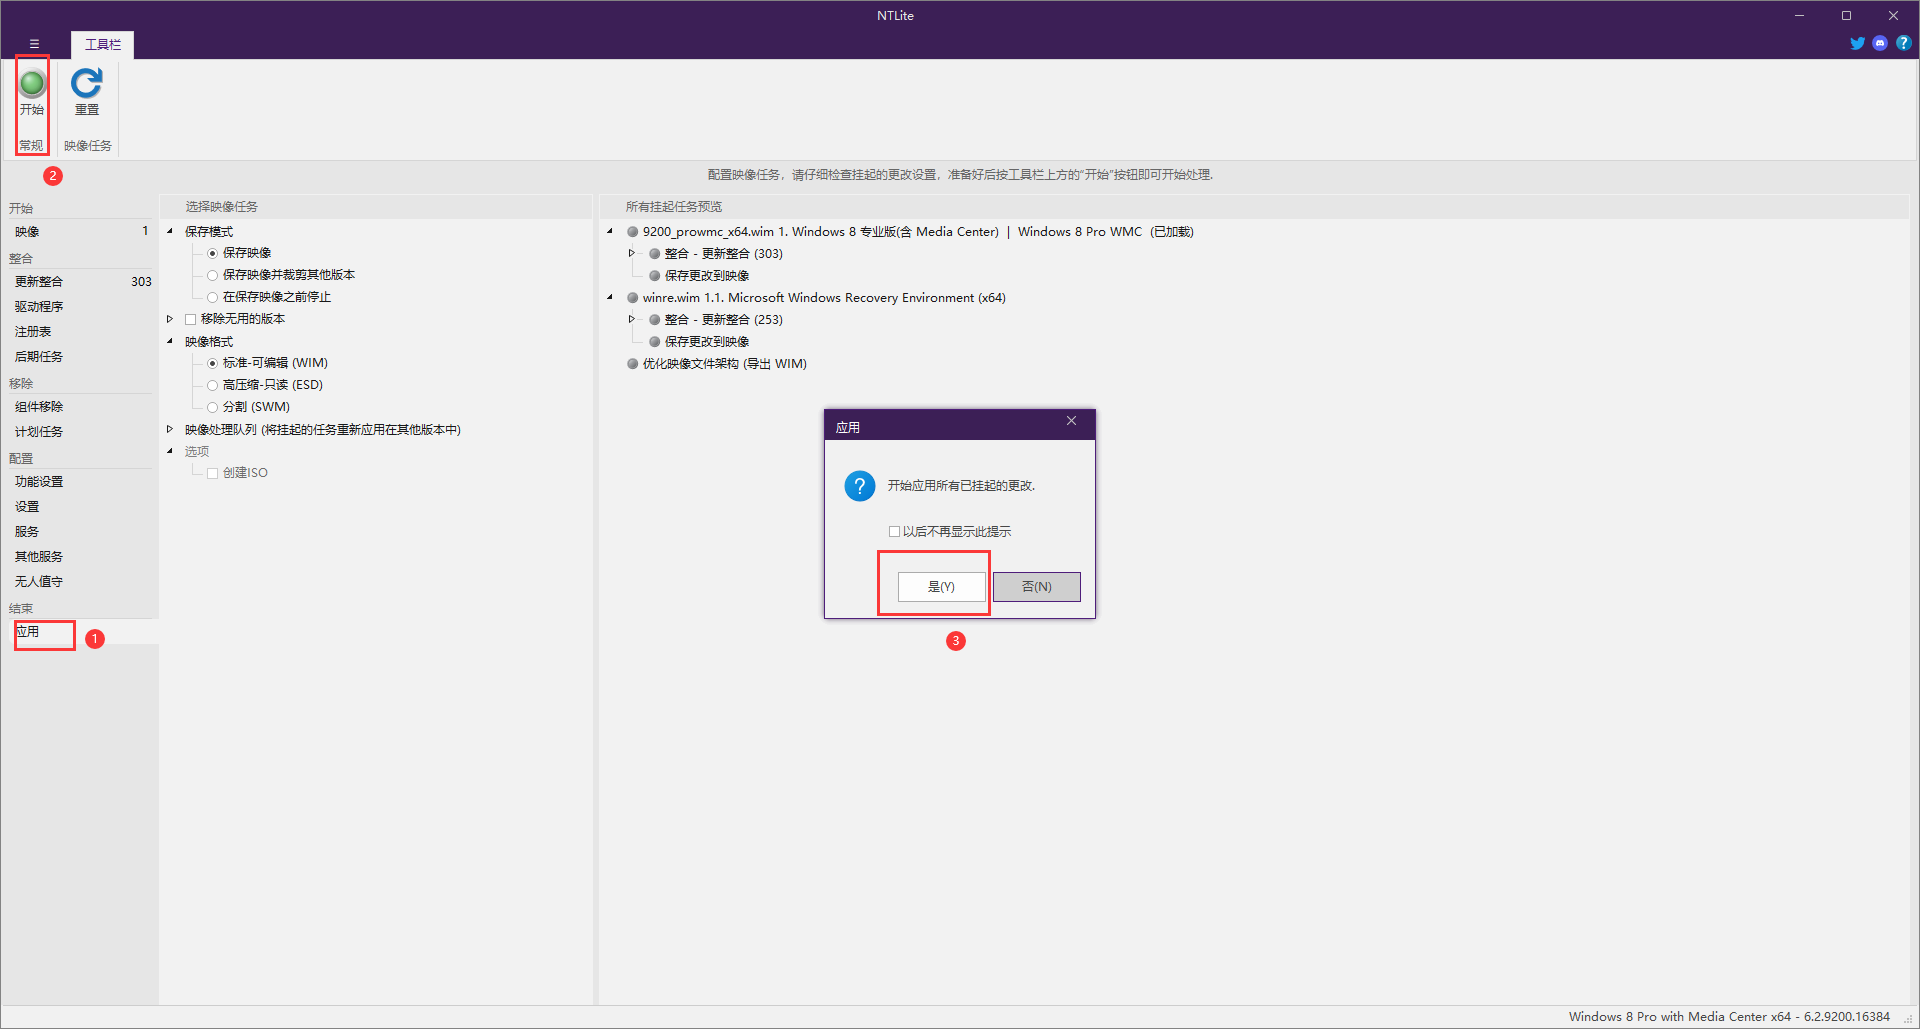 NTLite
工具栏
开始
重置
常规
映像任务
2
配置映像任务，请仔细检查挂起的更改设置，准备好后按工具栏上方的“开始”按钮即可开始处理.
开始
映像 1
整合
更新整合 303
驱动程序
注册表
后期任务
移除
组件移除
计划任务
配置
功能设置
设置
服务
其他服务
无人值守
结束
应用
1
选择映像任务
保存模式
保存映像
保存映像并裁剪其他版本
在保存映像之前停止
移除无用的版本
映像格式
标准-可编辑 (WIM)
高压缩-只读 (ESD)
分割 (SWM)
映像处理队列 (将挂起的任务重新应用在其他版本中)
选项
创建ISO
所有挂起任务预览
9200_prowmc_x64.wim 1. Windows 8 专业版(含 Media Center) | Windows 8 Pro WMC (已加载)
整合 - 更新整合 (303)
保存更改到映像
winre.wim 1.1. Microsoft Windows Recovery Environment (x64)
整合 - 更新整合 (253)
保存更改到映像
优化映像文件架构 (导出 WIM)
应用
开始应用所有已挂起的更改.
以后不再显示此提示
是(Y)
否(N)
3
Windows 8 Pro with Media Center x64 - 6.2.9200.16384